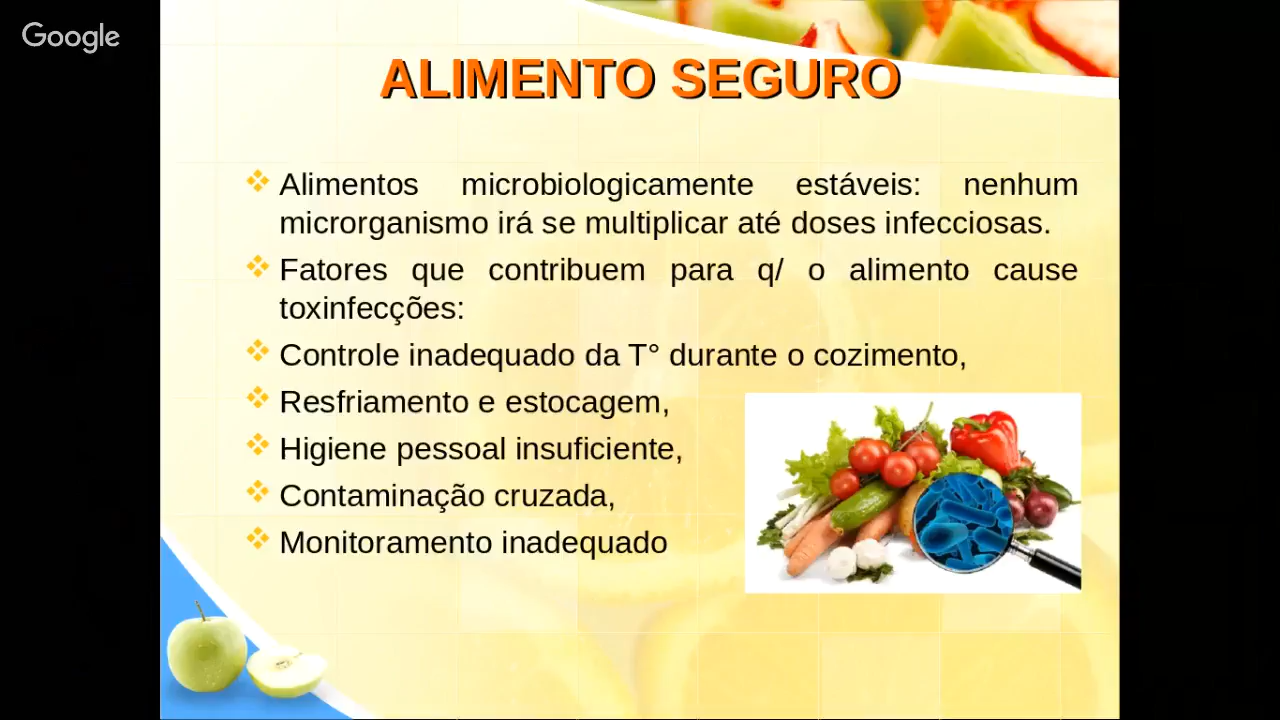 Google
ALIMENTO SEGURO
Alimentos microbiologicamente estáveis: nenhum
microrganismo irá se multiplicar até doses infecciosas.
Fatores que contribuem para q/ o alimento cause
toxinfecções:
Controle inadequado da T° durante o cozimento,
Resfriamento e estocagem,
Higiene pessoal insuficiente,
Contaminação cruzada,
Monitoramento inadequado